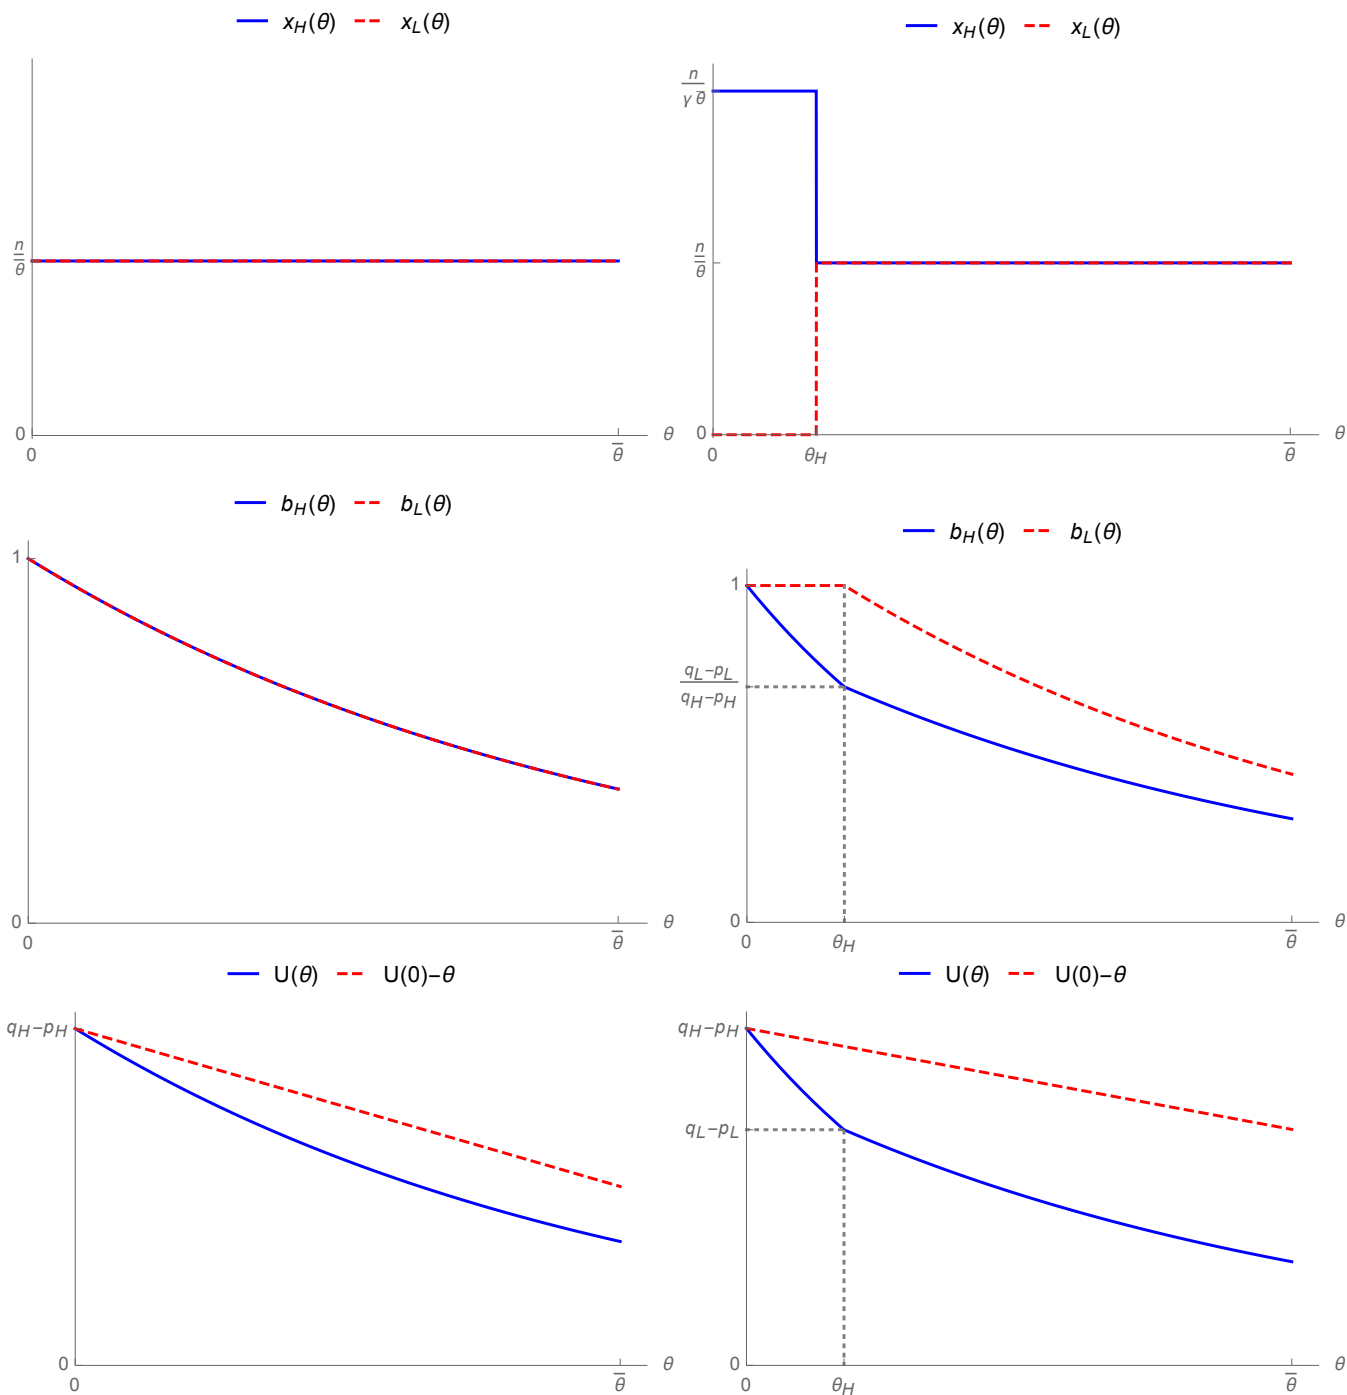 x_H(θ) x_L(θ)
n/θ̅
0
0 θ̅ θ
x_H(θ) x_L(θ)
n/(γ θ̅)
n/θ̅
0
0 θ_H θ̅ θ
b_H(θ) b_L(θ)
1
0
0 θ̅ θ
b_H(θ) b_L(θ)
1
(q_L−p_L)/(q_H−p_H)
0
0 θ_H θ̅ θ
U(θ) U(0)−θ
q_H−p_H
0
0 θ̅ θ
U(θ) U(0)−θ
q_H−p_H
q_L−p_L
0
0 θ_H θ̅ θ